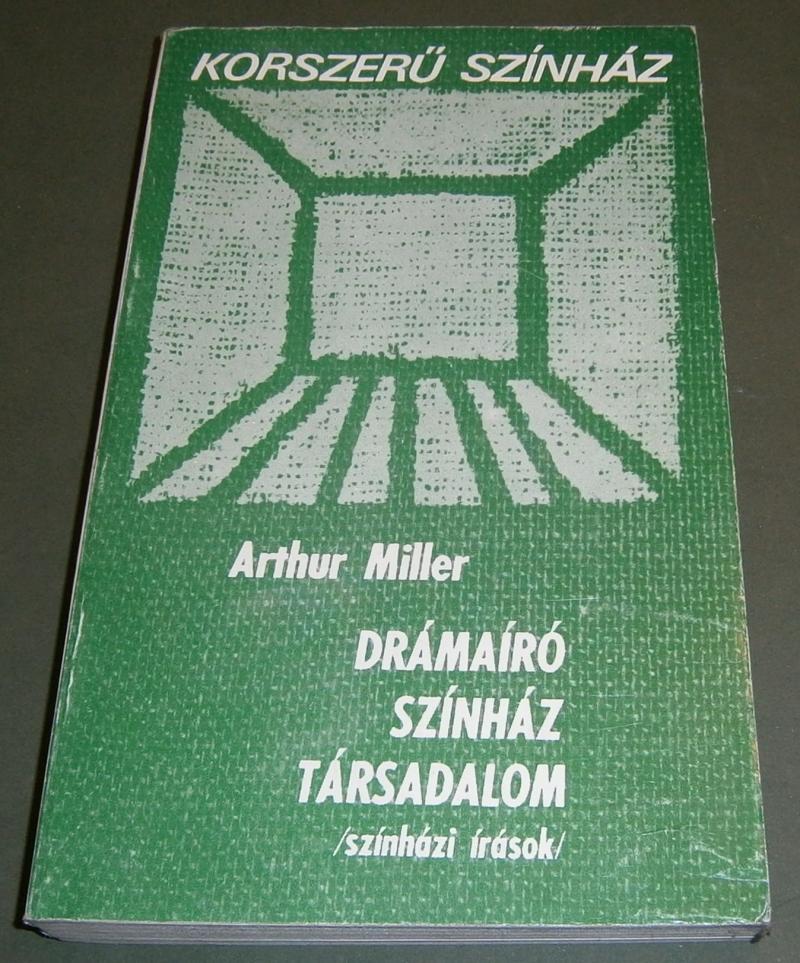 KORSZERŰ SZÍNHÁZ
Arthur Miller
DRÁMAÍRÓ
SZÍNHÁZ
TÁRSADALOM
/színházi írások/